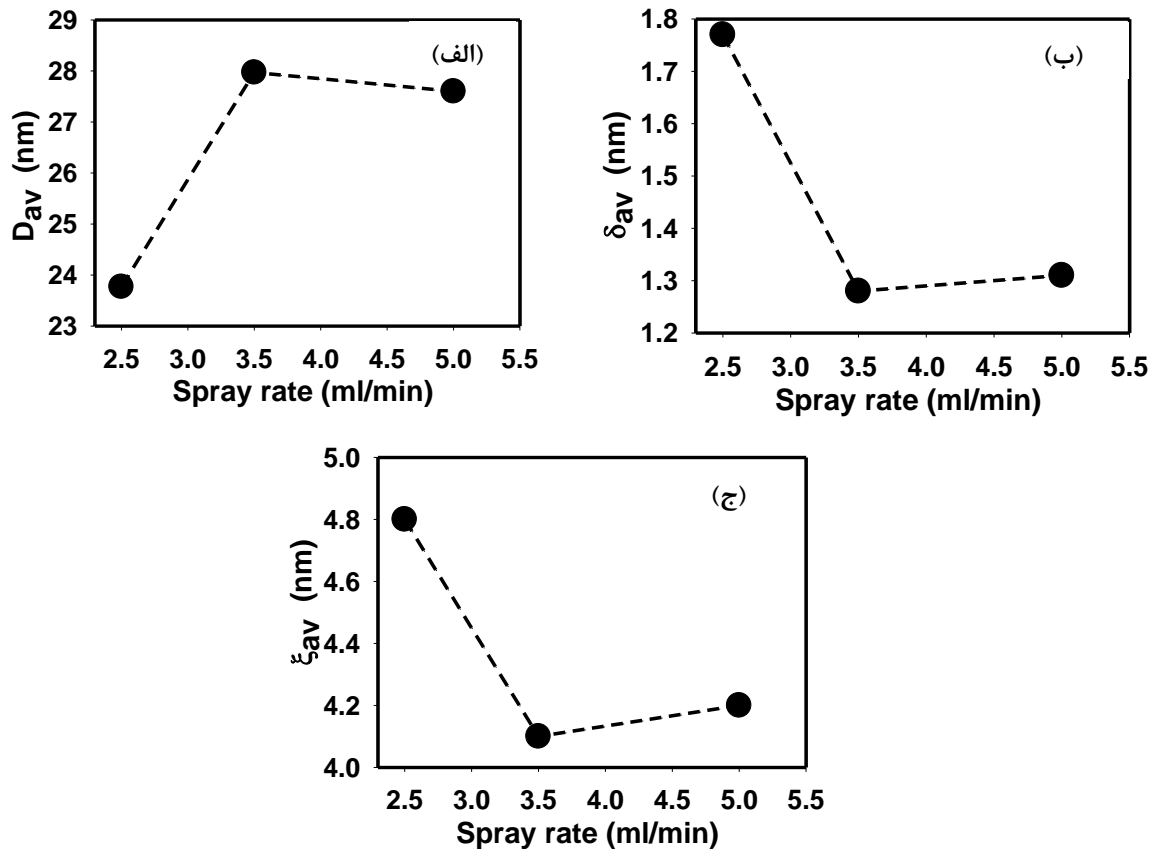 (الف)
29
28
27
26
25
24
23
D_av (nm)
2.5 3.0 3.5 4.0 4.5 5.0 5.5
Spray rate (ml/min)
(ب)
1.8
1.7
1.6
1.5
1.4
1.3
1.2
δ_av (nm)
2.5 3.0 3.5 4.0 4.5 5.0 5.5
Spray rate (ml/min)
(ج)
5.0
4.8
4.6
4.4
4.2
4.0
ξ_av (nm)
2.5 3.0 3.5 4.0 4.5 5.0 5.5
Spray rate (ml/min)